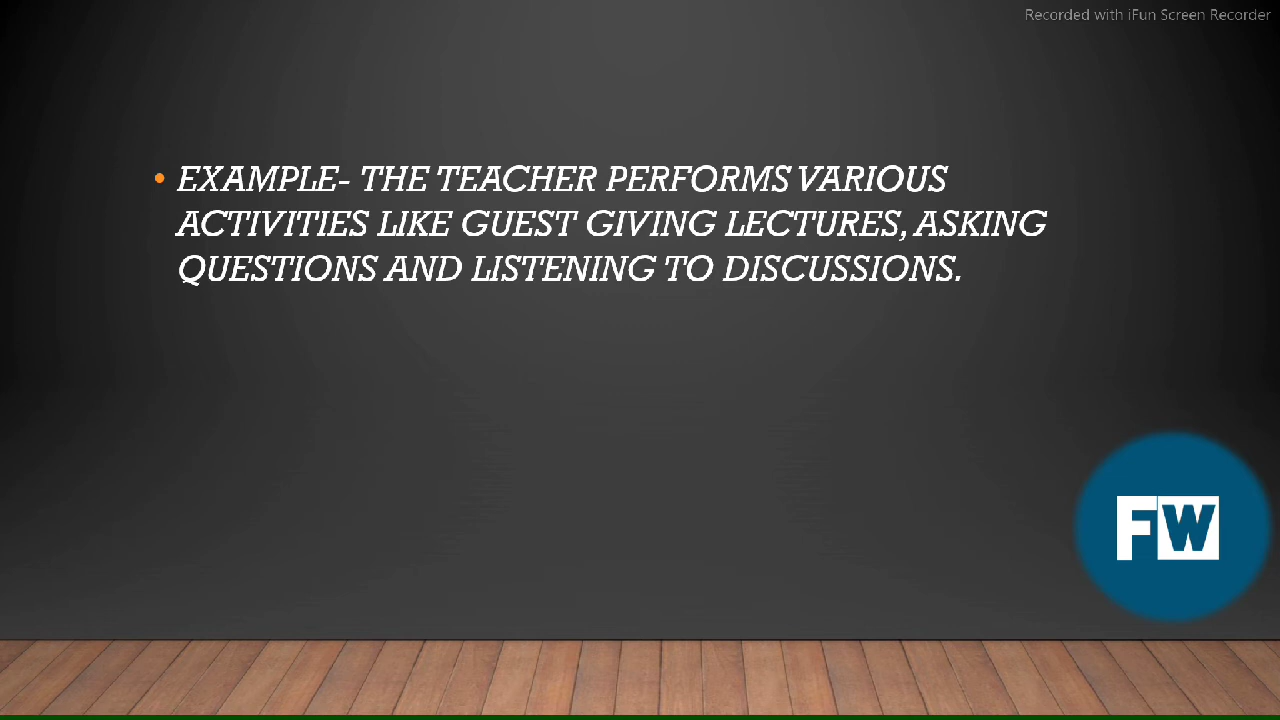 Recorded with iFun Screen Recorder
• EXAMPLE- THE TEACHER PERFORMS VARIOUS
ACTIVITIES LIKE GUEST GIVING LECTURES, ASKING
QUESTIONS AND LISTENING TO DISCUSSIONS.
FW